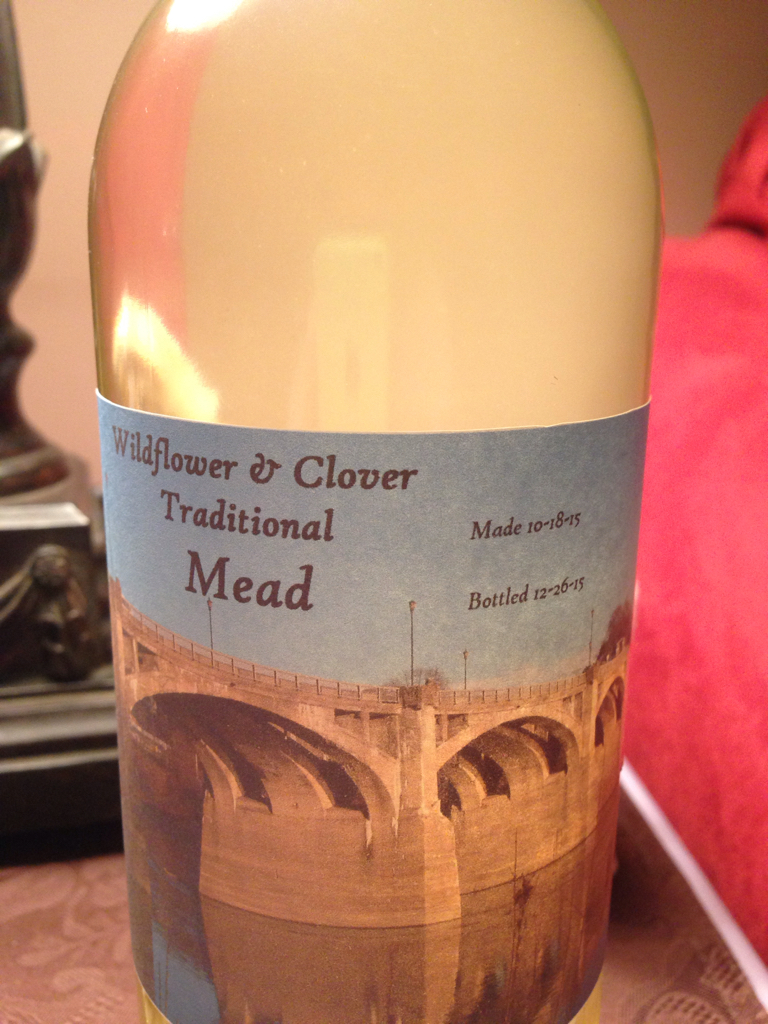 Wildflower & Clover
Traditional
Mead
Made 10-18-15
Bottled 12-26-15